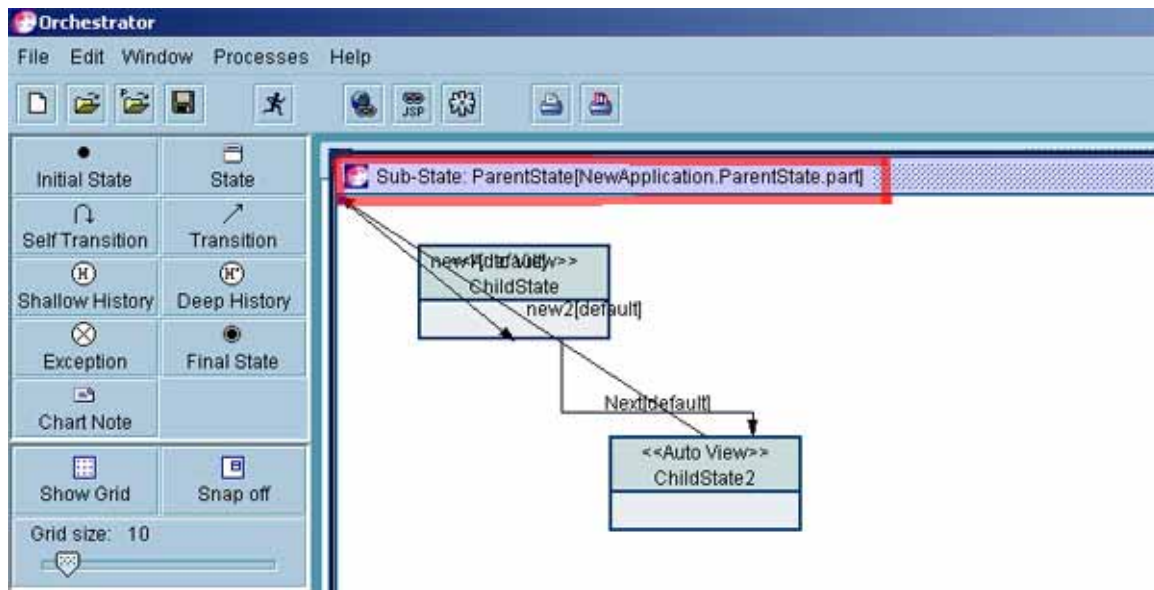 Orchestrator
File Edit Window Processes Help
JSP
Initial State
State
Self Transition
Transition
H
Shallow History
H*
Deep History
Exception
Final State
Chart Note
Show Grid
Snap off
Grid size: 10
Sub-State: ParentState[NewApplication.ParentState.part]
ChildState
new2[default]
Next[default]
<<Auto View>>
ChildState2